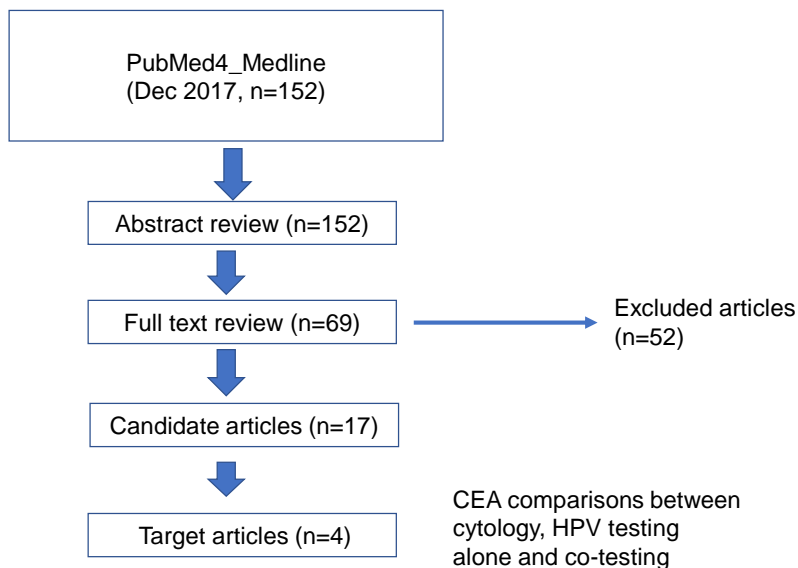 PubMed4_Medline
(Dec 2017, n=152)
Abstract review (n=152)
Full text review (n=69)
Excluded articles
(n=52)
Candidate articles (n=17)
Target articles (n=4)
CEA comparisons between
cytology, HPV testing
alone and co-testing